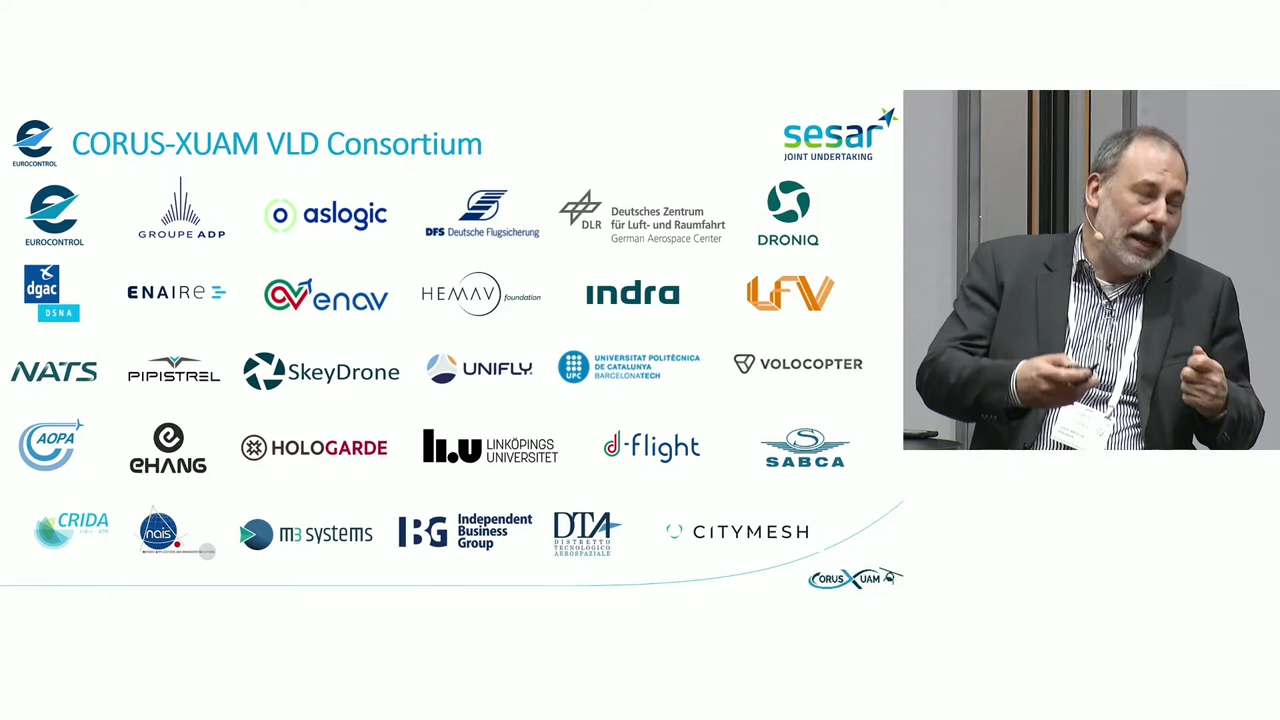 EUROCONTROL
CORUS-XUAM VLD Consortium
sesar
JOINT UNDERTAKING
EUROCONTROL
GROUPE ADP
aslogic
DFS Deutsche Flugsicherung
DLR
Deutsches Zentrum
für Luft- und Raumfahrt
German Aerospace Center
DRONIQ
dgac
DSNA
ENAIRE
enav
HEMAV foundation
indra
LFV
NATS
PIPISTREL
SkeyDrone
UNIFLY
UPC
UNIVERSITAT POLITÈCNICA
DE CATALUNYA
BARCELONATECH
VOLOCOPTER
AOPA
EHANG
HOLOGARDE
LI.U LINKÖPINGS
UNIVERSITET
d-flight
S
SABCA
CRIDA
nais
m3 systems
IBG
Independent
Business
Group
DTA
DISTRETTO
TECNOLOGICO
AEROSPAZIALE
CITYMESH
CORUS XUAM